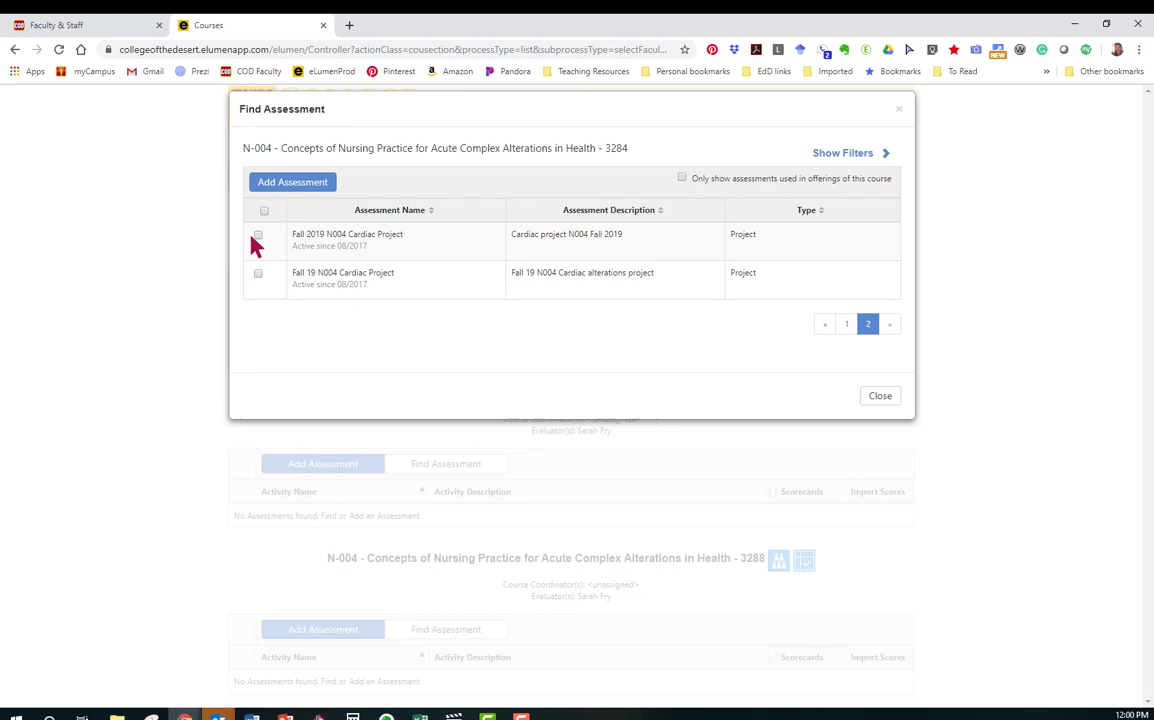 Faculty & Staff
Courses
collegeofthedesert.elumenapp.com/elumen/Controller?actionClass=cousection&processType=list&subprocessType=selectFacul...
Apps
myCampus
Gmail
Prezi
COD Faculty
eLumenProd
Pinterest
Amazon
Pandora
Teaching Resources
Personal bookmarks
EdD links
Imported
Bookmarks
To Read
»
Other bookmarks
Find Assessment
N-004 - Concepts of Nursing Practice for Acute Complex Alterations in Health - 3284
Show Filters
Add Assessment
Only show assessments used in offerings of this course
Assessment Name
Assessment Description
Type
Fall 2019 N004 Cardiac Project
Active since 08/2017
Cardiac project N004 Fall 2019
Project
Fall 19 N004 Cardiac Project
Active since 08/2017
Fall 19 N004 Cardiac alterations project
Project
« 1 2 »
Close
Evaluator(s): Sarah Fry
Add Assessment
Find Assessment
Activity Name
Activity Description
Scorecards
Import Scores
No Assessments found. Find or Add an Assessment
N-004 - Concepts of Nursing Practice for Acute Complex Alterations in Health - 3288
Course Coordinator(s): <unassigned>
Evaluator(s): Sarah Fry
Add Assessment
Find Assessment
Activity Name
Activity Description
Scorecards
Import Scores
No Assessments found. Find or Add an Assessment
12:00 PM